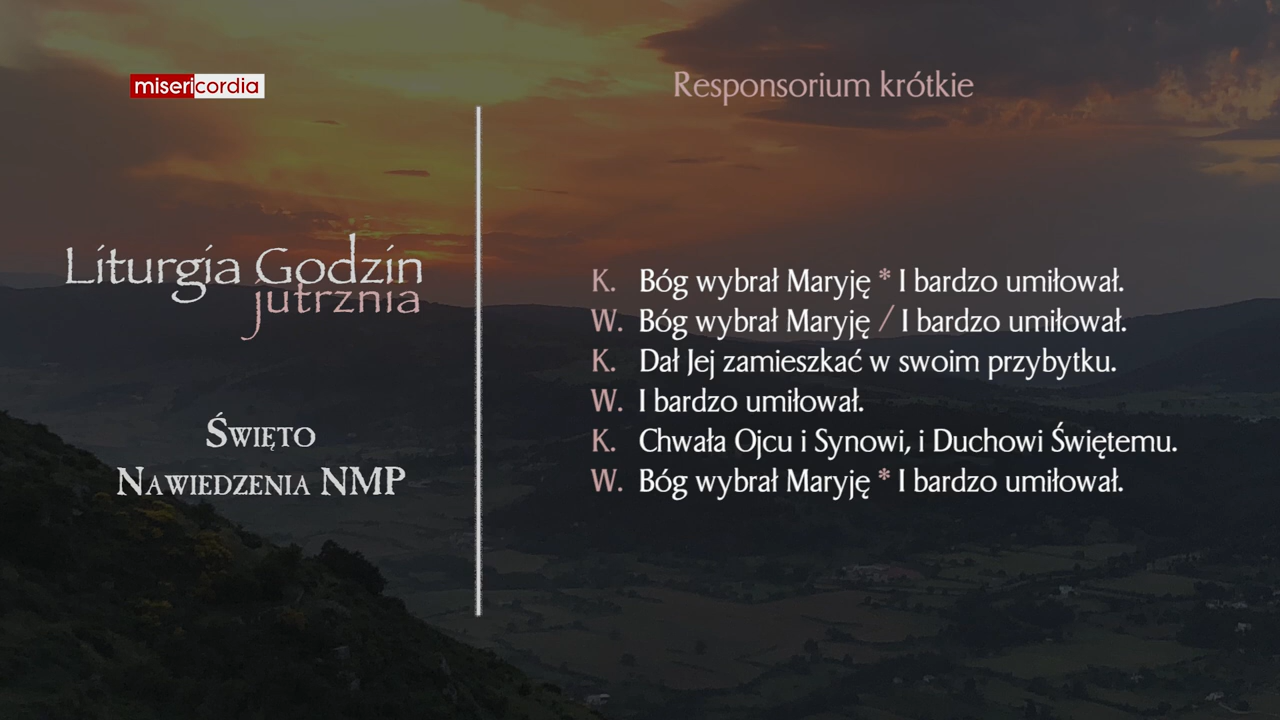 misericordia
Responsorium krótkie
Liturgia Godzin
jutrznia
Święto
Nawiedzenia NMP
K. Bóg wybrał Maryję * I bardzo umiłował.
W. Bóg wybrał Maryję / I bardzo umiłował.
K. Dał Jej zamieszkać w swoim przybytku.
W. I bardzo umiłował.
K. Chwała Ojcu i Synowi, i Duchowi Świętemu.
W. Bóg wybrał Maryję * I bardzo umiłował.